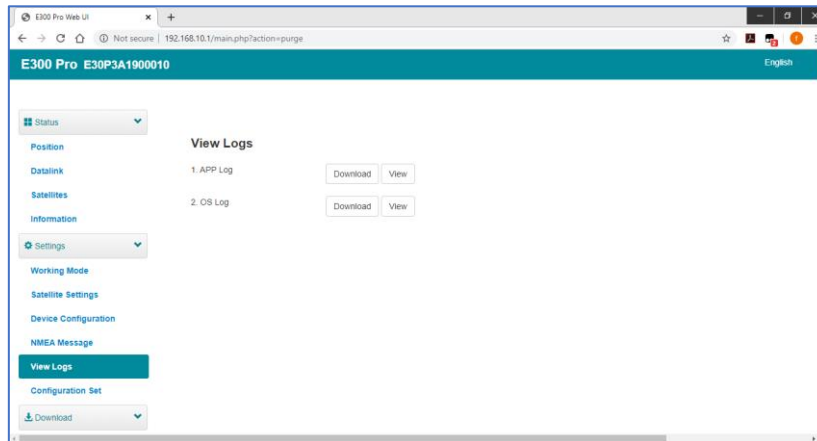 E300 Pro Web UI
Not secure | 192.168.10.1/main.php?action=purge
E300 Pro E30P3A1900010
English
Status
Position
Datalink
Satellites
Information
Settings
Working Mode
Satellite Settings
Device Configuration
NMEA Message
View Logs
Configuration Set
Download
View Logs
1. APP Log
Download View
2. OS Log
Download View